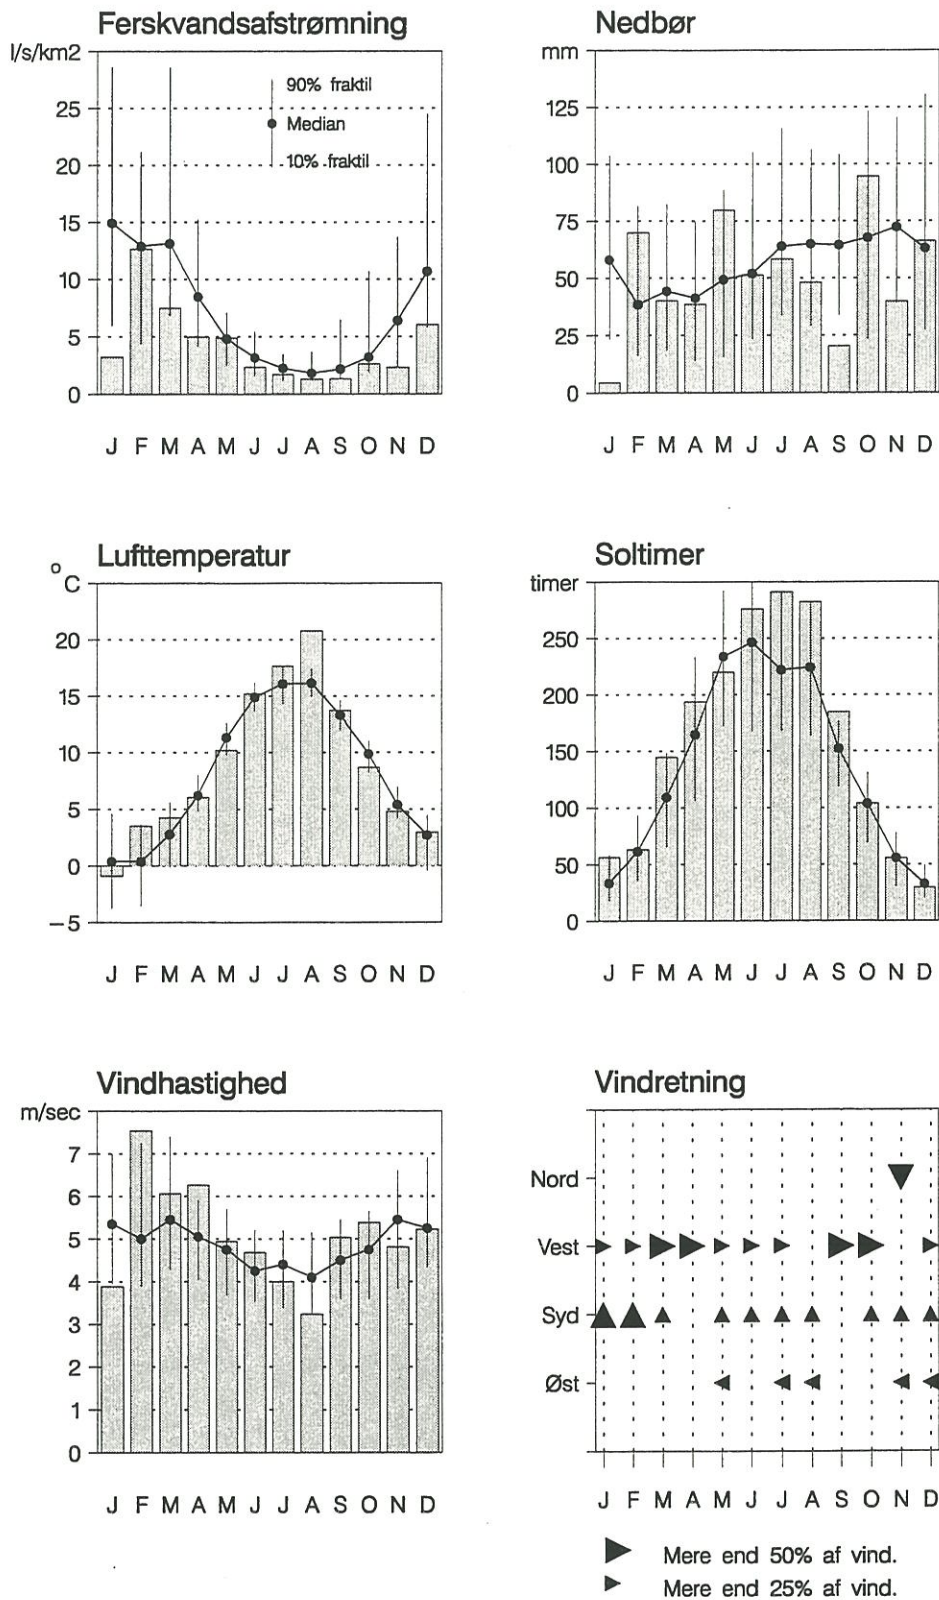 Ferskvandsafstrømning
l/s/km2
25
20
15
10
5
0
90% fraktil
Median
10% fraktil
J F M A M J J A S O N D
Nedbør
mm
125
100
75
50
25
0
J F M A M J J A S O N D
Lufttemperatur
°C
20
15
10
5
0
−5
J F M A M J J A S O N D
Soltimer
timer
250
200
150
100
50
0
J F M A M J J A S O N D
Vindhastighed
m/sec
7
6
5
4
3
2
1
0
J F M A M J J A S O N D
Vindretning
Nord
Vest
Syd
Øst
J F M A M J J A S O N D
Mere end 50% af vind.
Mere end 25% af vind.